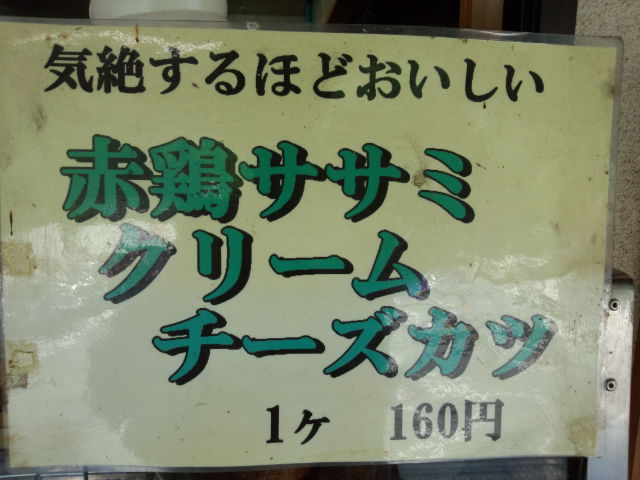 気絶するほどおいしい
赤鶏ササミ
クリーム
チーズカツ
1ヶ 160円